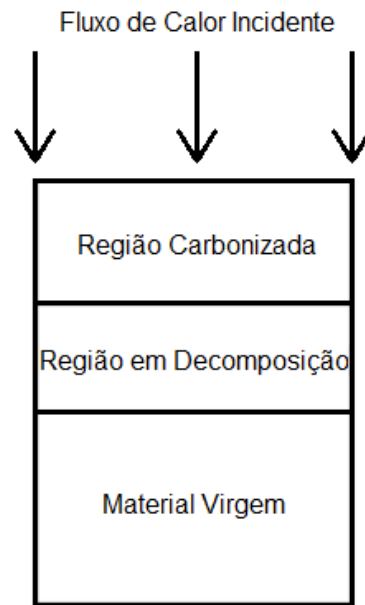 Fluxo de Calor Incidente
Região Carbonizada
Região em Decomposição
Material Virgem